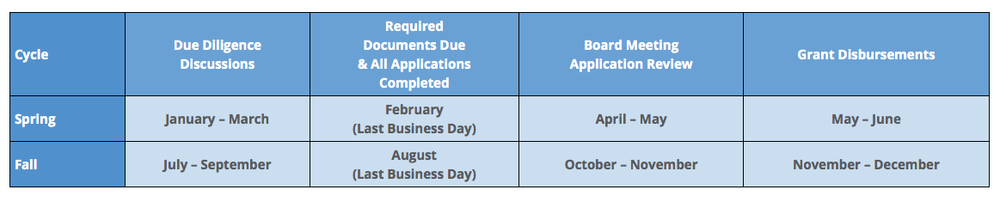 Cycle
Due Diligence
Discussions
Required
Documents Due
& All Applications
Completed
Board Meeting
Application Review
Grant Disbursements
Spring
January – March
February
(Last Business Day)
April – May
May – June
Fall
July – September
August
(Last Business Day)
October – November
November – December